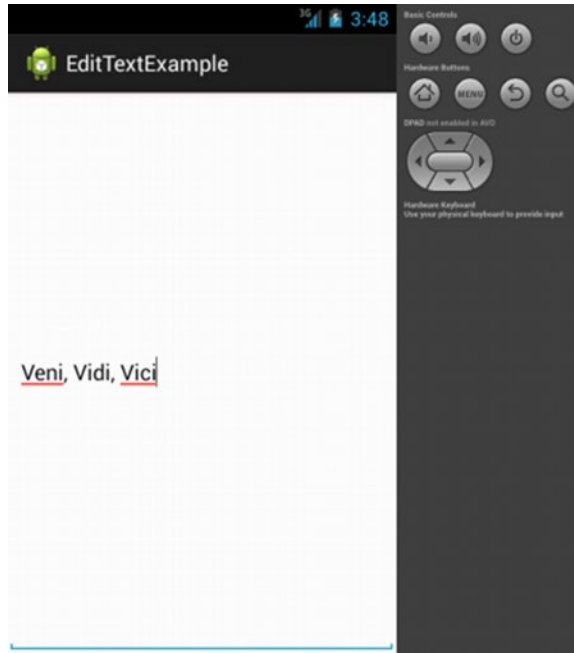 3G 3:48
EditTextExample
Veni, Vidi, Vici
Basic Controls
Hardware Buttons
MENU
DPAD not enabled in AVD
Hardware Keyboard
Use your physical keyboard to provide input